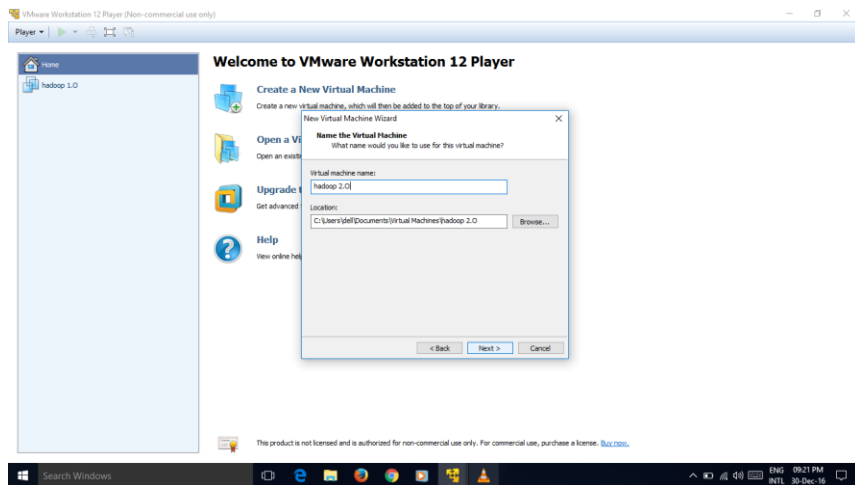 VMware Workstation 12 Player (Non-commercial use only)
Player
Home
hadoop 1.O
Welcome to VMware Workstation 12 Player
Create a New Virtual Machine
Create a new virtual machine, which will then be added to the top of your library.
Open a Vi
Open an existi
Upgrade t
Get advanced
Help
View online hel
New Virtual Machine Wizard
Name the Virtual Machine
What name would you like to use for this virtual machine?
Virtual machine name:
hadoop 2.O
Location:
C:\Users\dell\Documents\Virtual Machines\hadoop 2.O
Browse...
< Back
Next >
Cancel
This product is not licensed and is authorized for non-commercial use only. For commercial use, purchase a license. Buy now.
Search Windows
ENG
INTL
09:21 PM
30-Dec-16